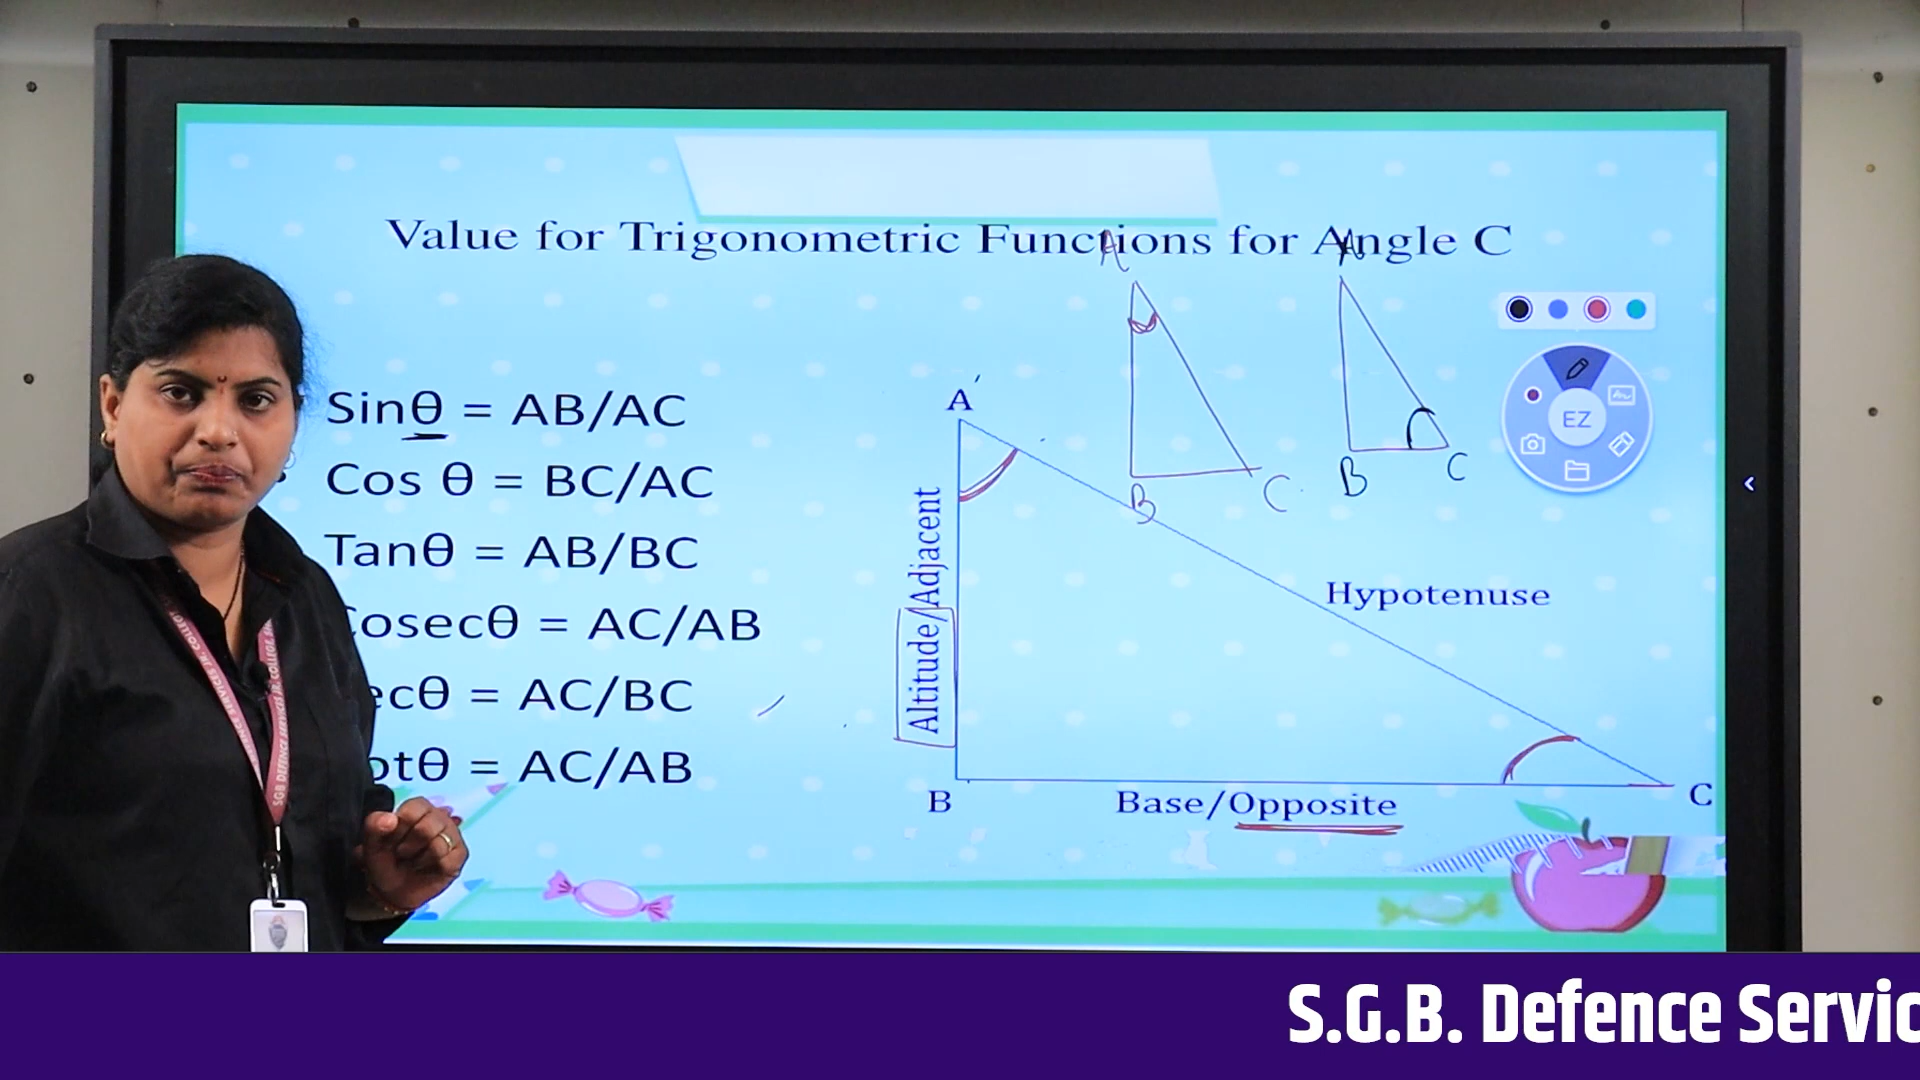 Value for Trigonometric Functions for Angle C
A
A
Sinθ = AB/AC
Cos θ = BC/AC
Tanθ = AB/BC
osecθ = AC/AB
ecθ = AC/BC
otθ = AC/AB
A
B
C
B
C
EZ
Altitude/Adjacent
Hypotenuse
B
Base/Opposite
C
S.G.B. Defence Servic